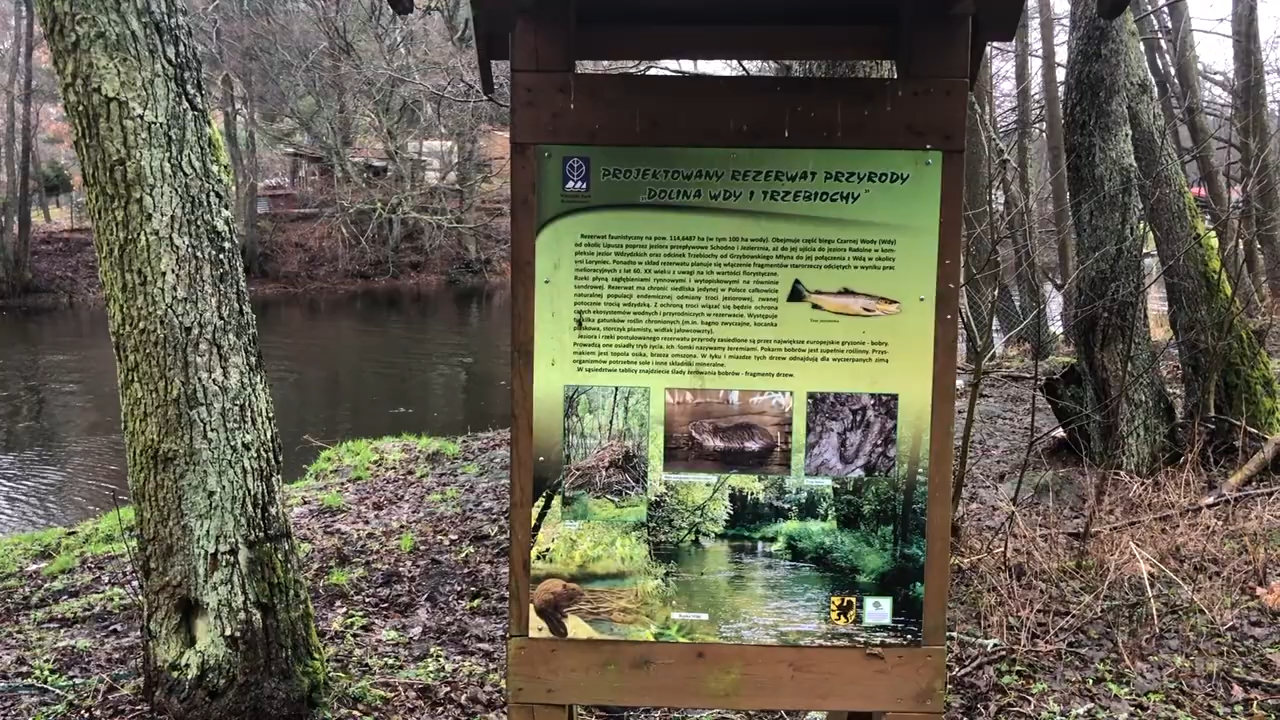 PROJEKTOWANY REZERWAT PRZYRODY
„DOLINA WDY I TRZEBIOCHY”
Rezerwat faunistyczny na pow. 114,6487 ha (w tym 100 ha wody). Obejmuje część biegu Czarnej Wody (Wdy)
od okolic Lipusza poprzez jeziora przepływowe Schodno i Jezierznia, aż do jej ujścia do jeziora Radolne w kom-
pleksie jezior Wdzydzkich oraz odcinek Trzebiochy od Grzybowskiego Młyna do jej połączenia z Wdą w okolicy
wsi Loryniec. Ponadto w skład rezerwatu planuje się włączenie fragmentów starorzeczy odciętych w wyniku prac
melioracyjnych z lat 60. XX wieku z uwagi na ich wartości florystyczne.
Rzeki płyną zagłębieniami rynnowymi i wytopiskowymi na równinie
sandrowej. Rezerwat ma chronić siedliska jedynej w Polsce całkowicie
naturalnej populacji endemicznej odmiany troci jeziorowej, zwanej
potocznie trocią wdzydzką. Z ochroną troci wiązać się będzie ochrona
całych ekosystemów wodnych i przyrodniczych w rezerwacie. Występuje
tu kilka gatunków roślin chronionych (m.in. bagno zwyczajne, kocanka
piaskowa, storczyk plamisty, widłak jałowcowaty).
Jeziora i rzeki postulowanego rezerwatu przyrody zasiedlone są przez największe europejskie gryzonie - bobry.
Prowadzą one osiadły tryb życia. Ich domki nazywamy żeremiami. Pokarm bobrów jest zupełnie roślinny. Przys-
makiem jest topola osika, brzoza omszona. W łyku i miazdze tych drzew odnajdują dla wyczerpanych zimą
organizmów potrzebne sole i inne składniki mineralne.
W sąsiedztwie tablicy znajdziecie ślady żerowania bobrów - fragmenty drzew.